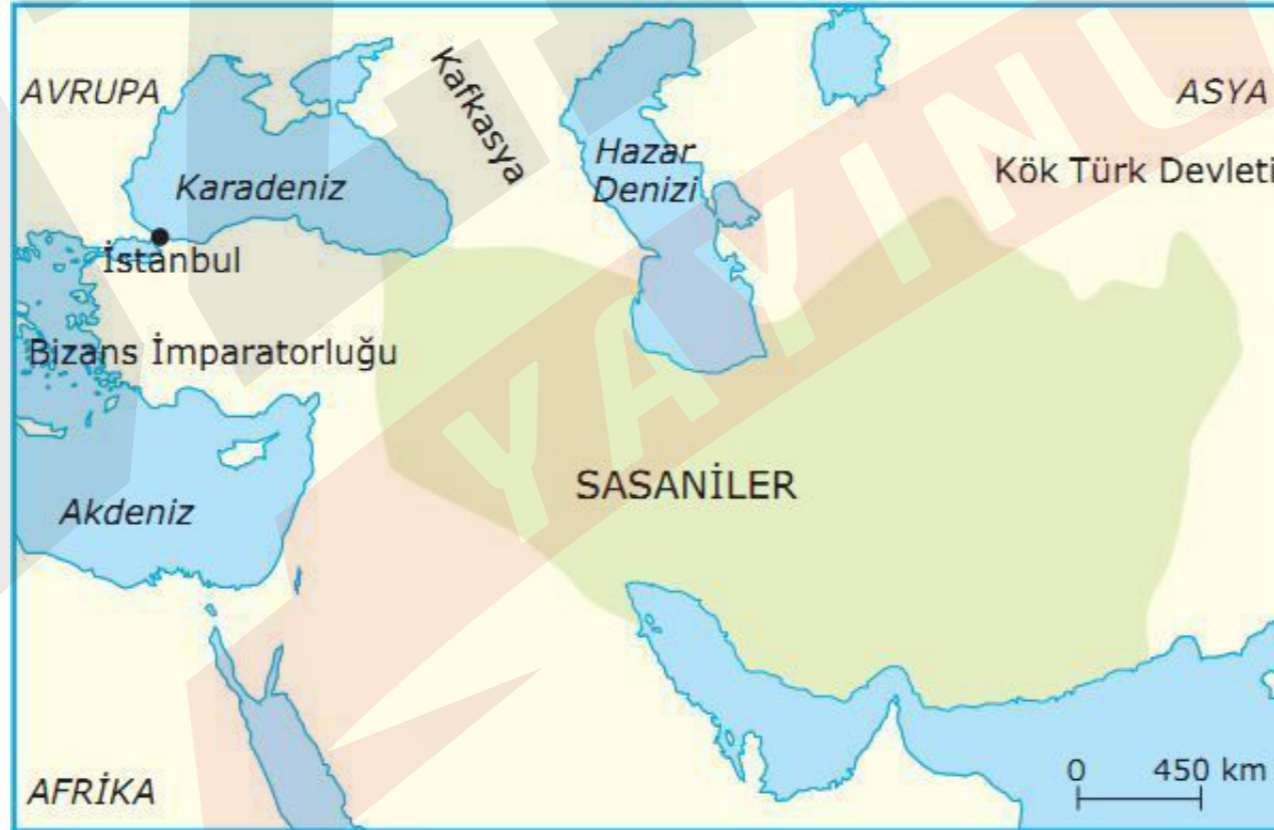 AVRUPA
Kafkasya
ASYA
Hazar
Denizi
Kök Türk Devleti
Karadeniz
İstanbul
Bizans İmparatorluğu
SASANİLER
Akdeniz
AFRİKA
0 450 km
YAYINL